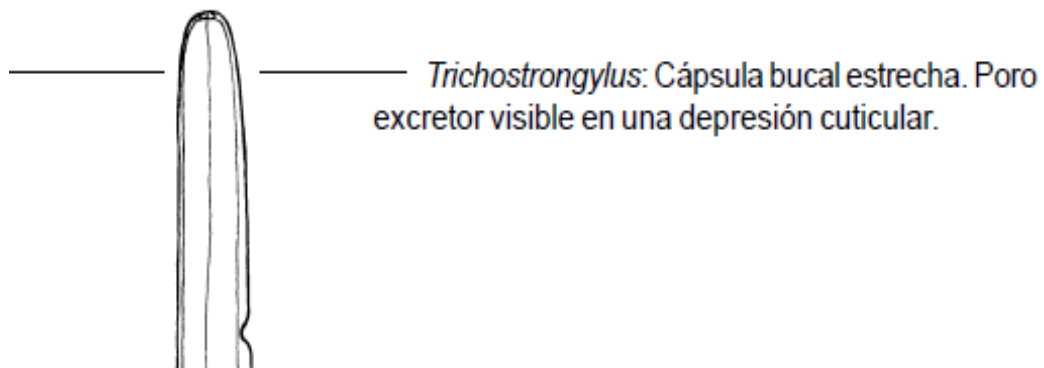 Trichostrongylus: Cápsula bucal estrecha. Poro
excretor visible en una depresión cuticular.